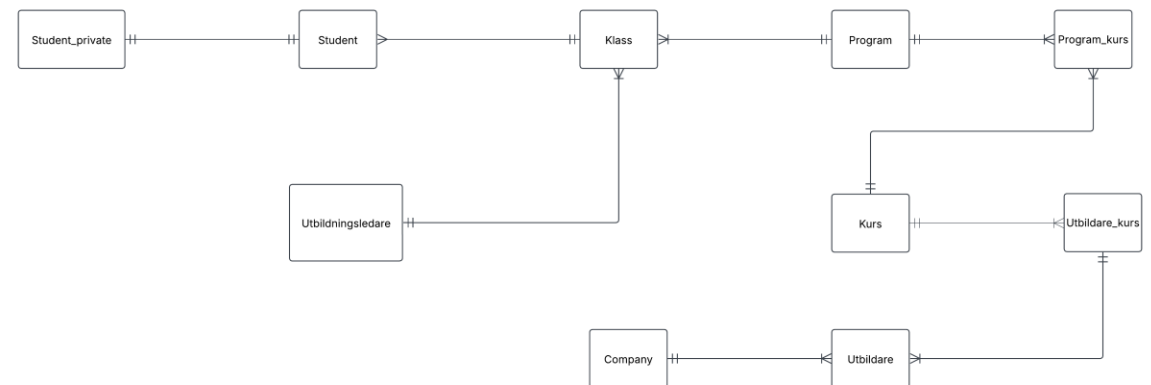 Student_private
Student
Klass
Program
Program_kurs
Utbildningsledare
Kurs
Utbildare_kurs
Company
Utbildare